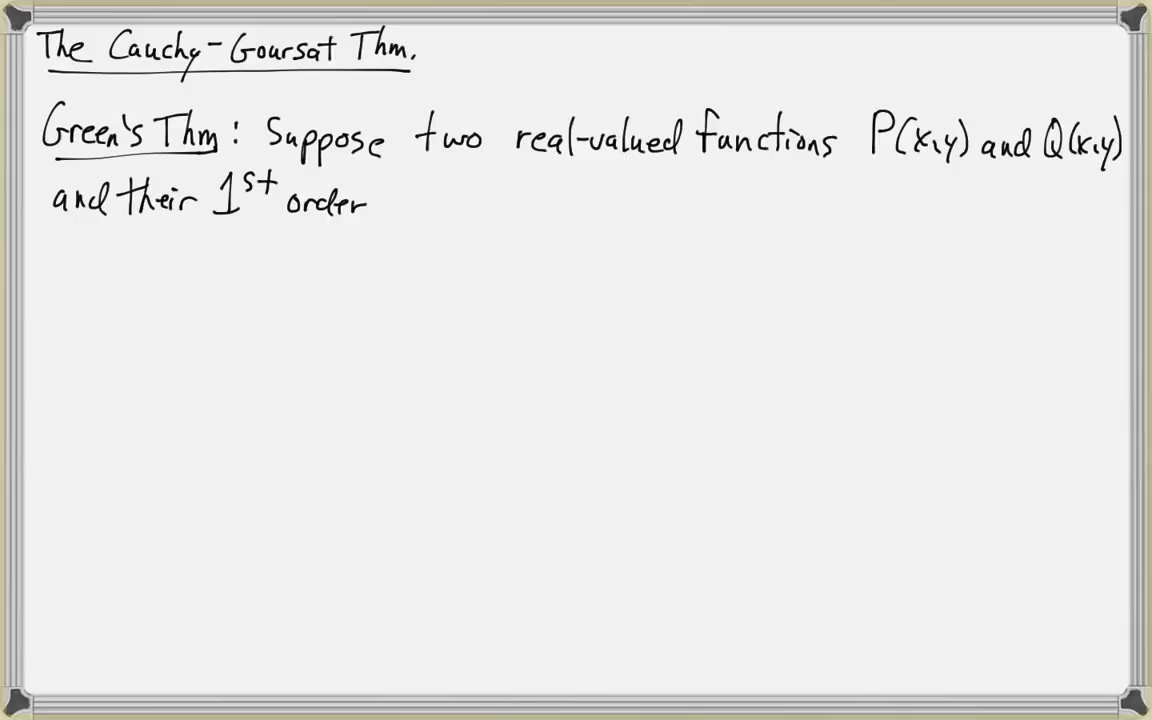 The Cauchy-Goursat Thm.
Green's Thm: Suppose two real-valued functions P(x,y) and Q(x,y)
and their 1st order